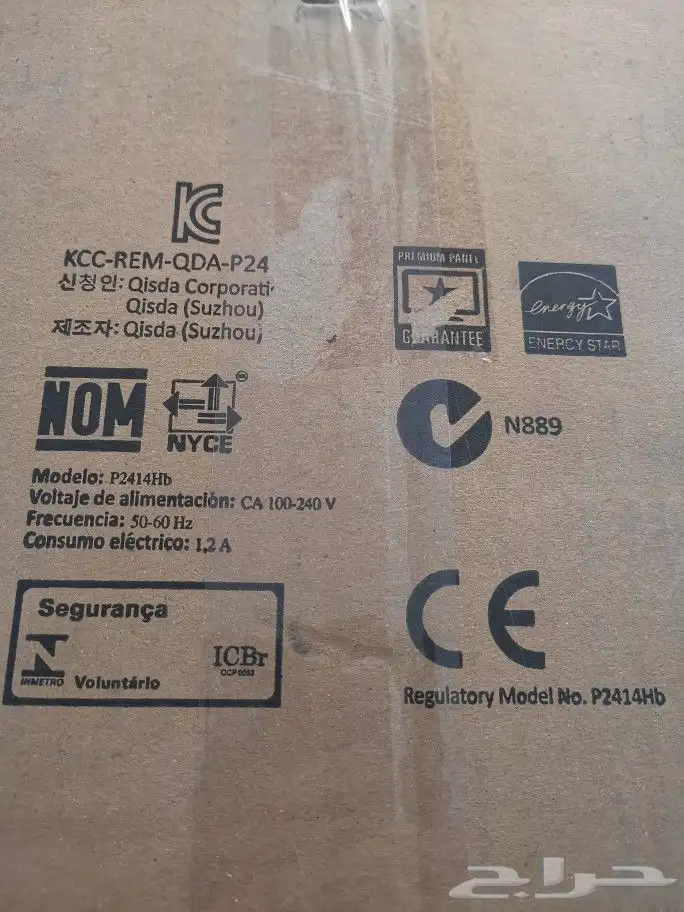 KC
KCC-REM-QDA-P24
신청인: Qisda Corporati
Qisda (Suzhou)
제조자: Qisda (Suzhou)
PREMIUM PANEL
GUARANTEE
energy
ENERGY STAR
NOM
NYCE
N889
Modelo: P2414Hb
Voltaje de alimentación: CA 100-240 V
Frecuencia: 50-60 Hz
Consumo eléctrico: 1,2 A
Segurança
INMETRO
Voluntário
ICBr
OCP 0053
CE
Regulatory Model No. P2414Hb
حراج